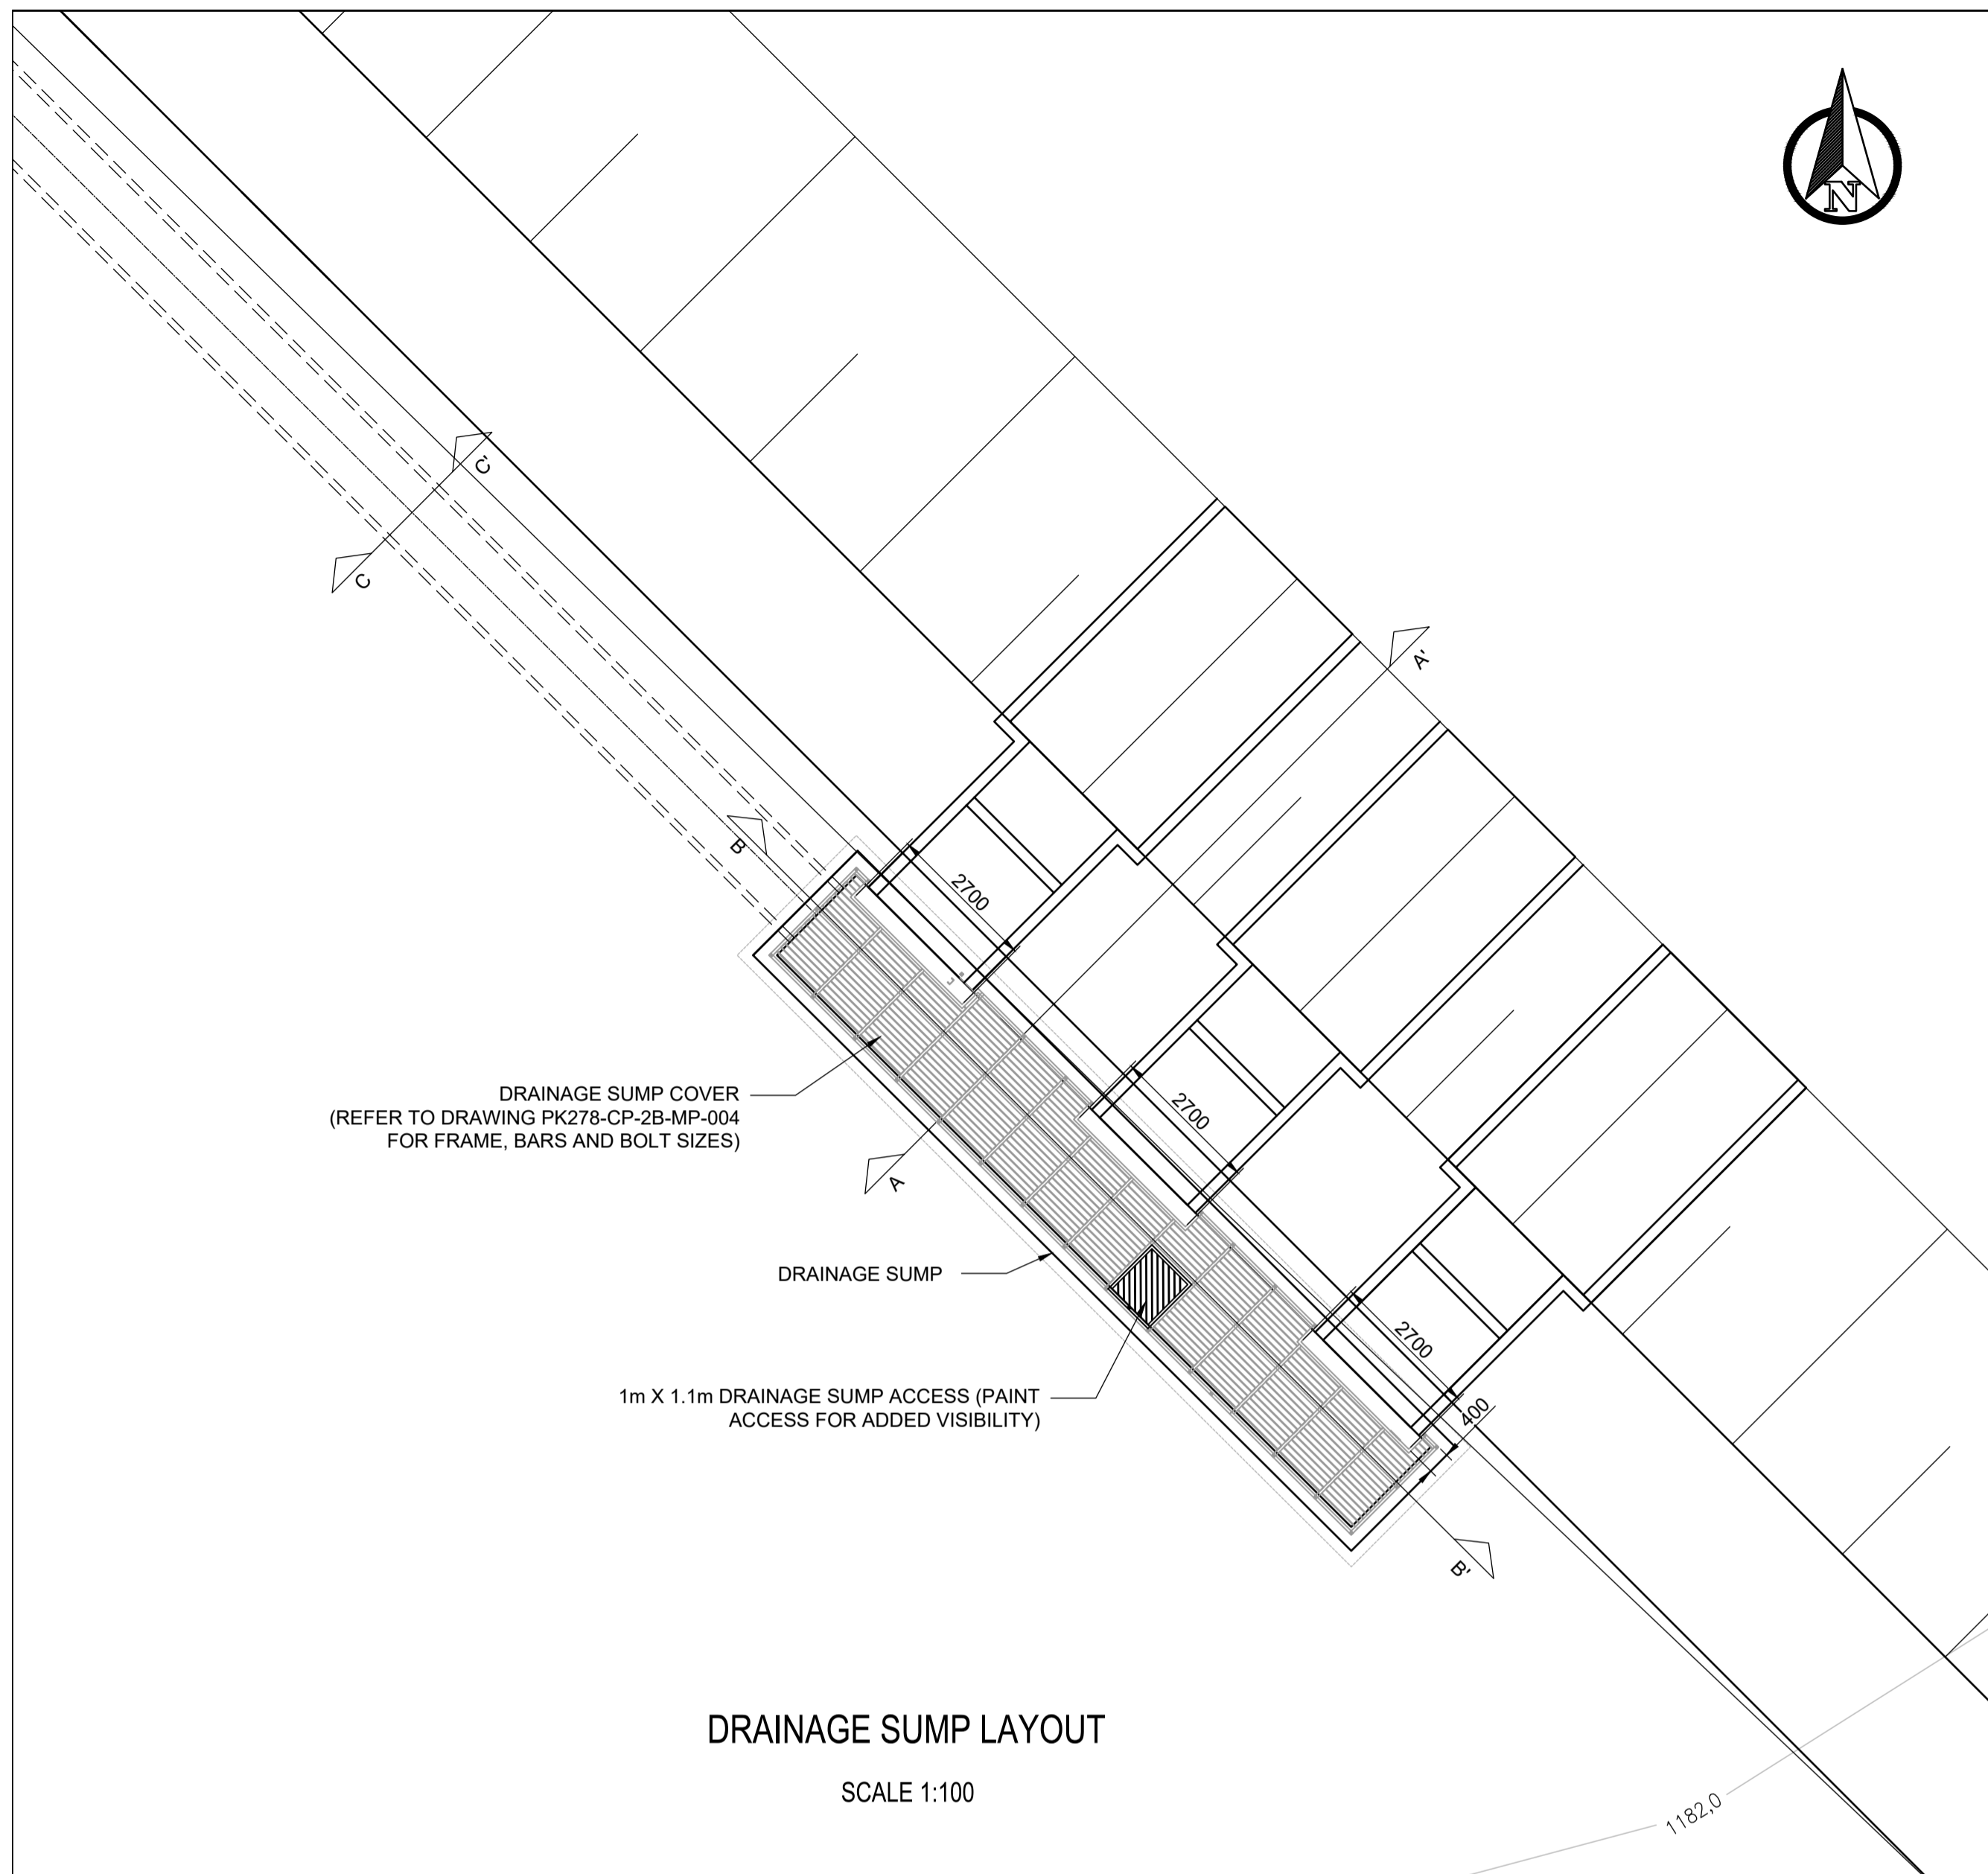 N
C'
C
A'
B
2700
DRAINAGE SUMP COVER
(REFER TO DRAWING PK278-CP-2B-MP-004
FOR FRAME, BARS AND BOLT SIZES)
2700
A
DRAINAGE SUMP
2700
1m X 1.1m DRAINAGE SUMP ACCESS (PAINT
ACCESS FOR ADDED VISIBILITY)
400
B'
DRAINAGE SUMP LAYOUT
SCALE 1:100
1182,0